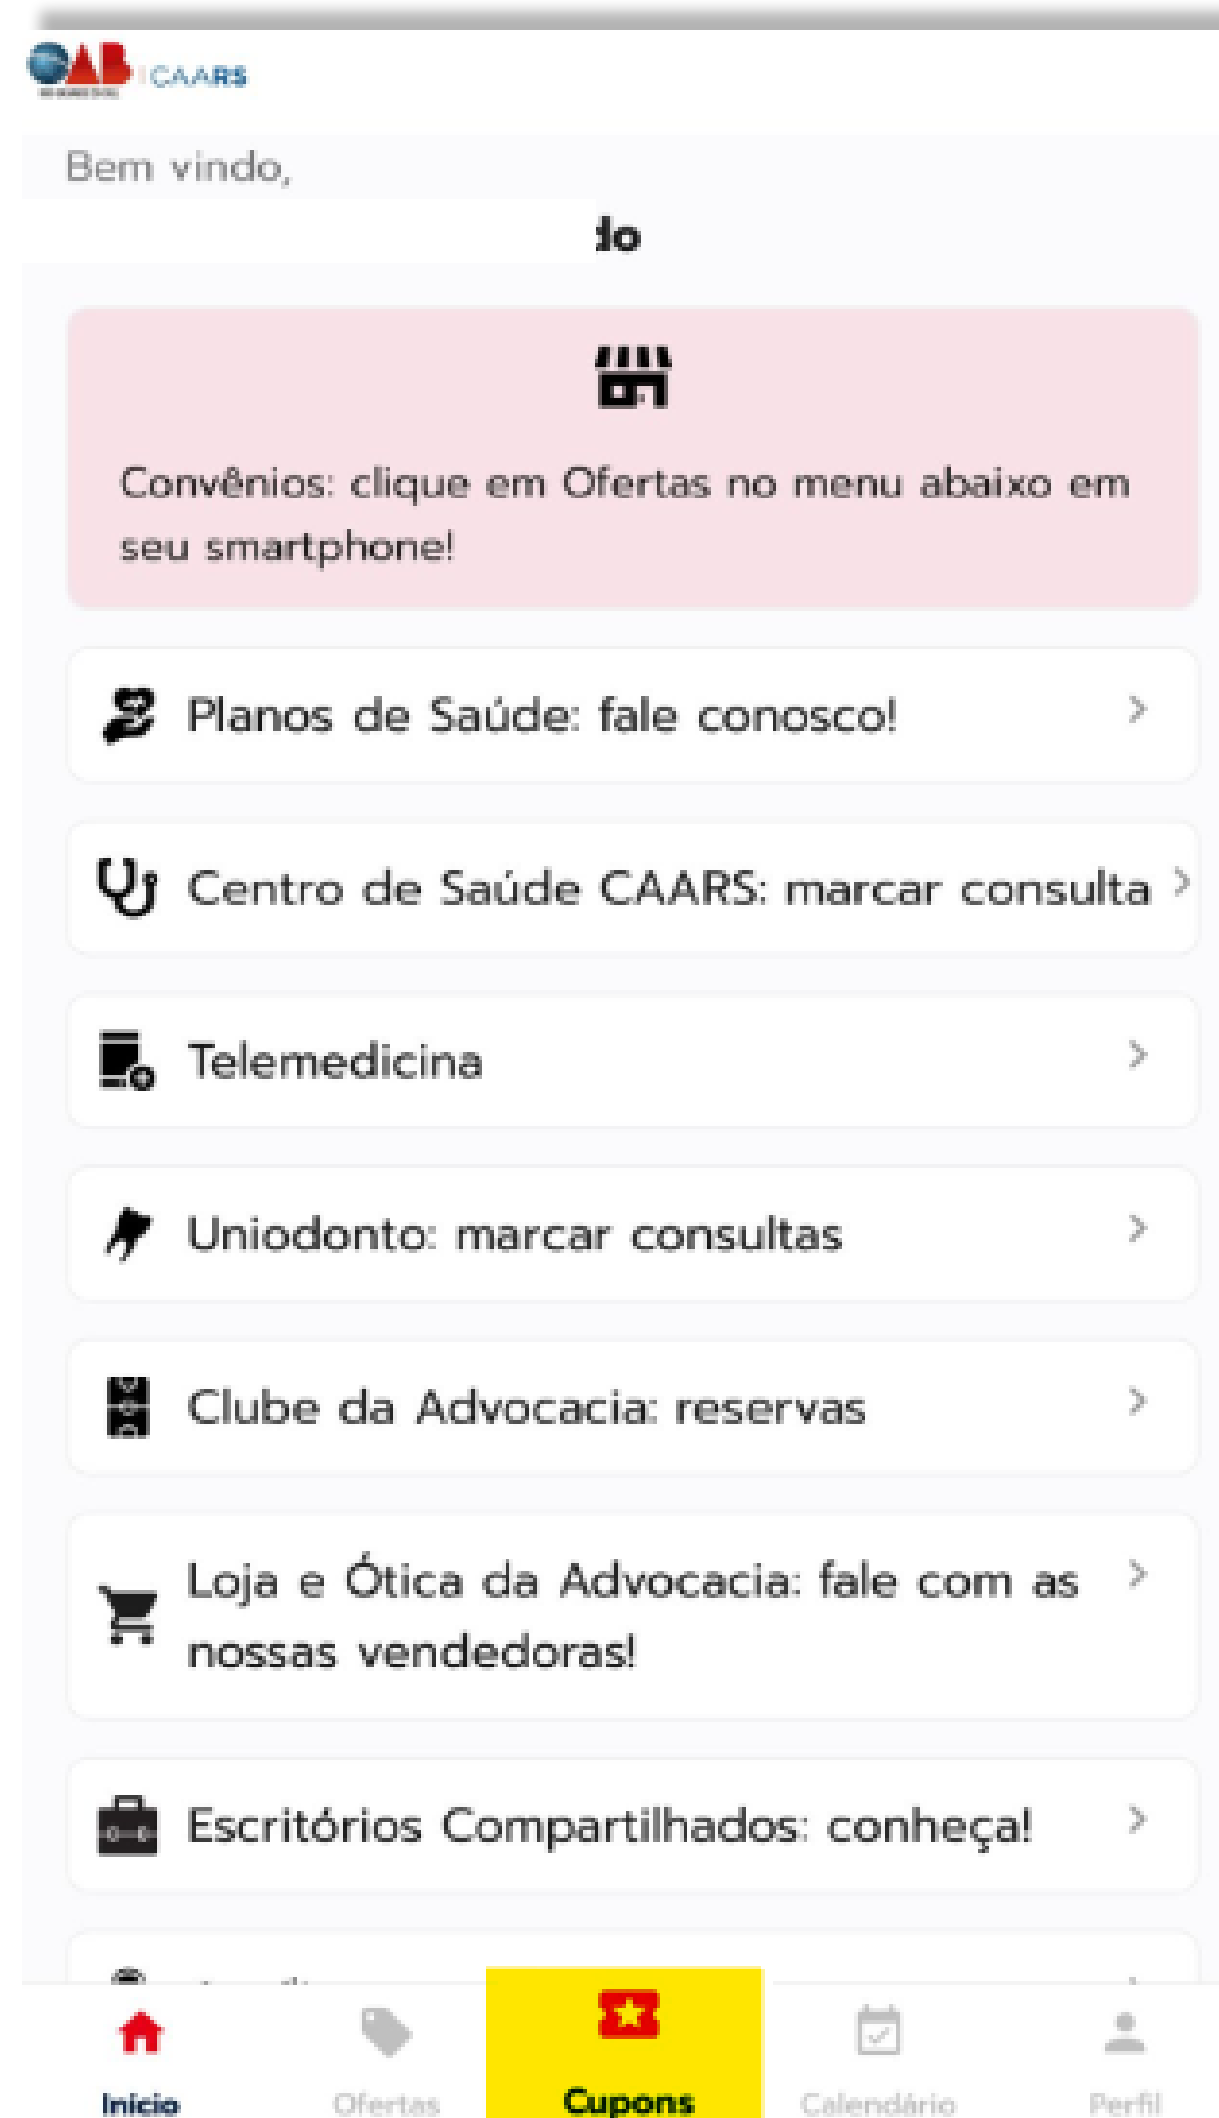 OAB | CAARS
Bem vindo,
do
Convênios: clique em Ofertas no menu abaixo em
seu smartphone!
Planos de Saúde: fale conosco!
Centro de Saúde CAARS: marcar consulta
Telemedicina
Uniodonto: marcar consultas
Clube da Advocacia: reservas
Loja e Ótica da Advocacia: fale com as
nossas vendedoras!
Escritórios Compartilhados: conheça!
Início
Ofertas
Cupons
Calendário
Perfil